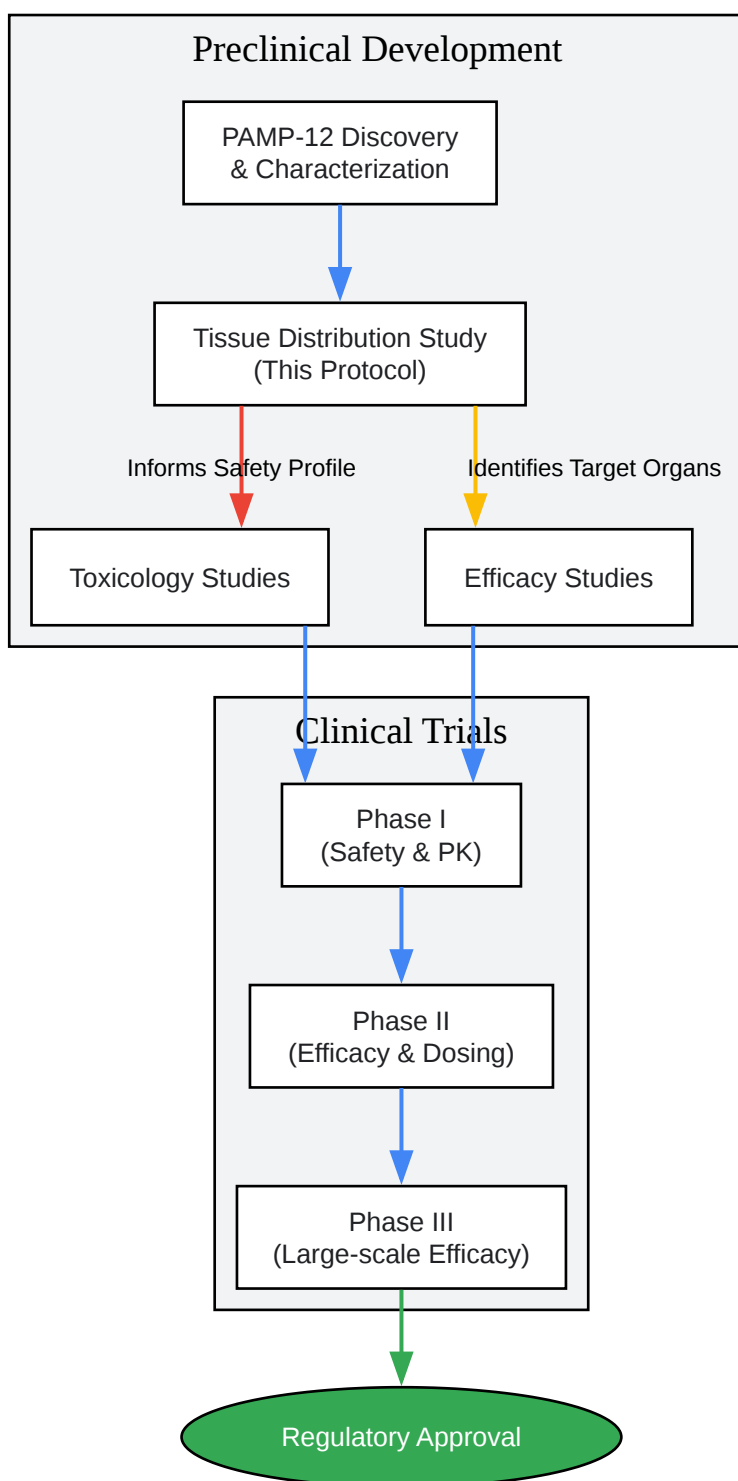 Preclinical Development
PAMP-12 Discovery
& Characterization
Tissue Distribution Study
(This Protocol)
Informs Safety Profile
Identifies Target Organs
Toxicology Studies
Efficacy Studies
Clinical Trials
Phase I
(Safety & PK)
Phase II
(Efficacy & Dosing)
Phase III
(Large-scale Efficacy)
Regulatory Approval